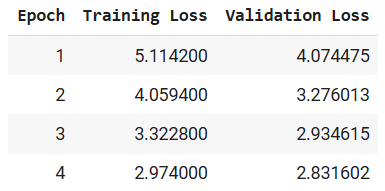 Epoch Training Loss Validation Loss
1 5.114200 4.074475
2 4.059400 3.276013
3 3.322800 2.934615
4 2.974000 2.831602